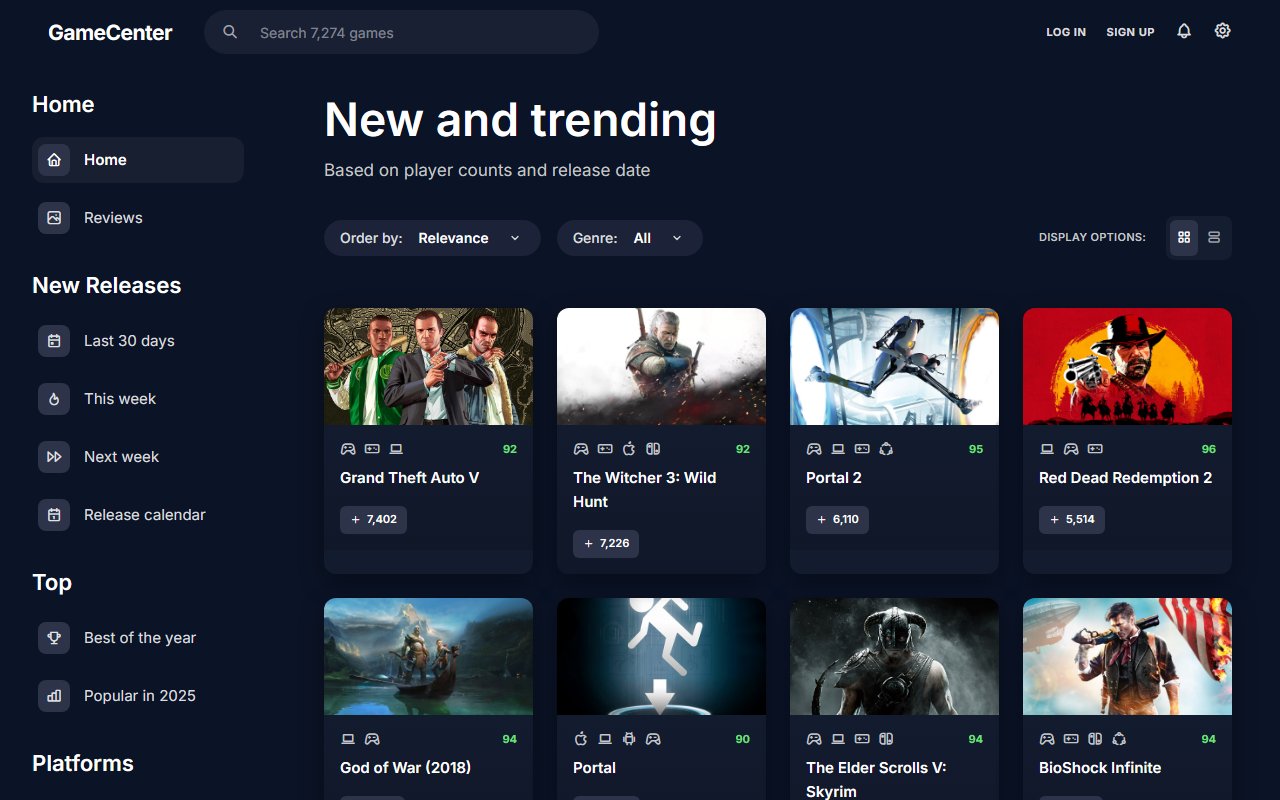 GameCenter
Search 7,274 games
LOG IN
SIGN UP
Home
Home
Reviews
New Releases
Last 30 days
This week
Next week
Release calendar
Top
Best of the year
Popular in 2025
Platforms
New and trending
Based on player counts and release date
Order by: Relevance
Genre: All
DISPLAY OPTIONS:
92
Grand Theft Auto V
+ 7,402
92
The Witcher 3: Wild
Hunt
+ 7,226
95
Portal 2
+ 6,110
96
Red Dead Redemption 2
+ 5,514
94
God of War (2018)
90
Portal
94
The Elder Scrolls V:
Skyrim
94
BioShock Infinite